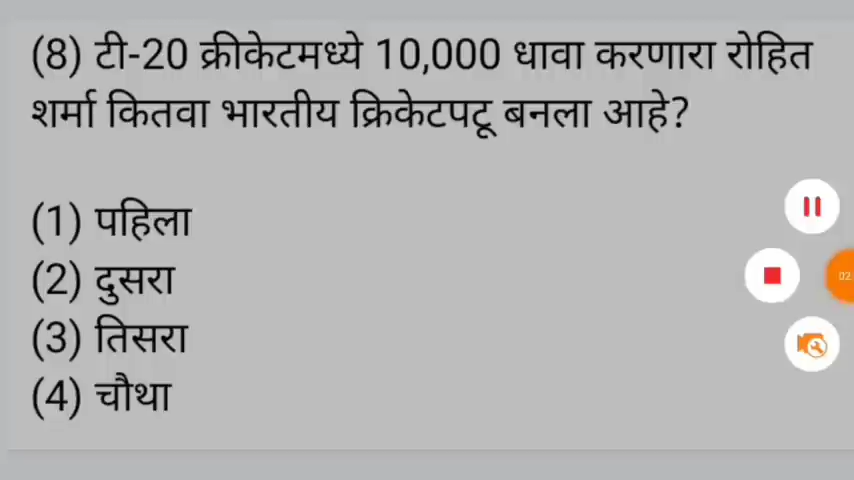 (8) टी-20 क्रीकेटमध्ये 10,000 धावा करणारा रोहित
शर्मा कितवा भारतीय क्रिकेटपटू बनला आहे?
(1) पहिला
(2) दुसरा
02
(3) तिसरा
(4) चौथा